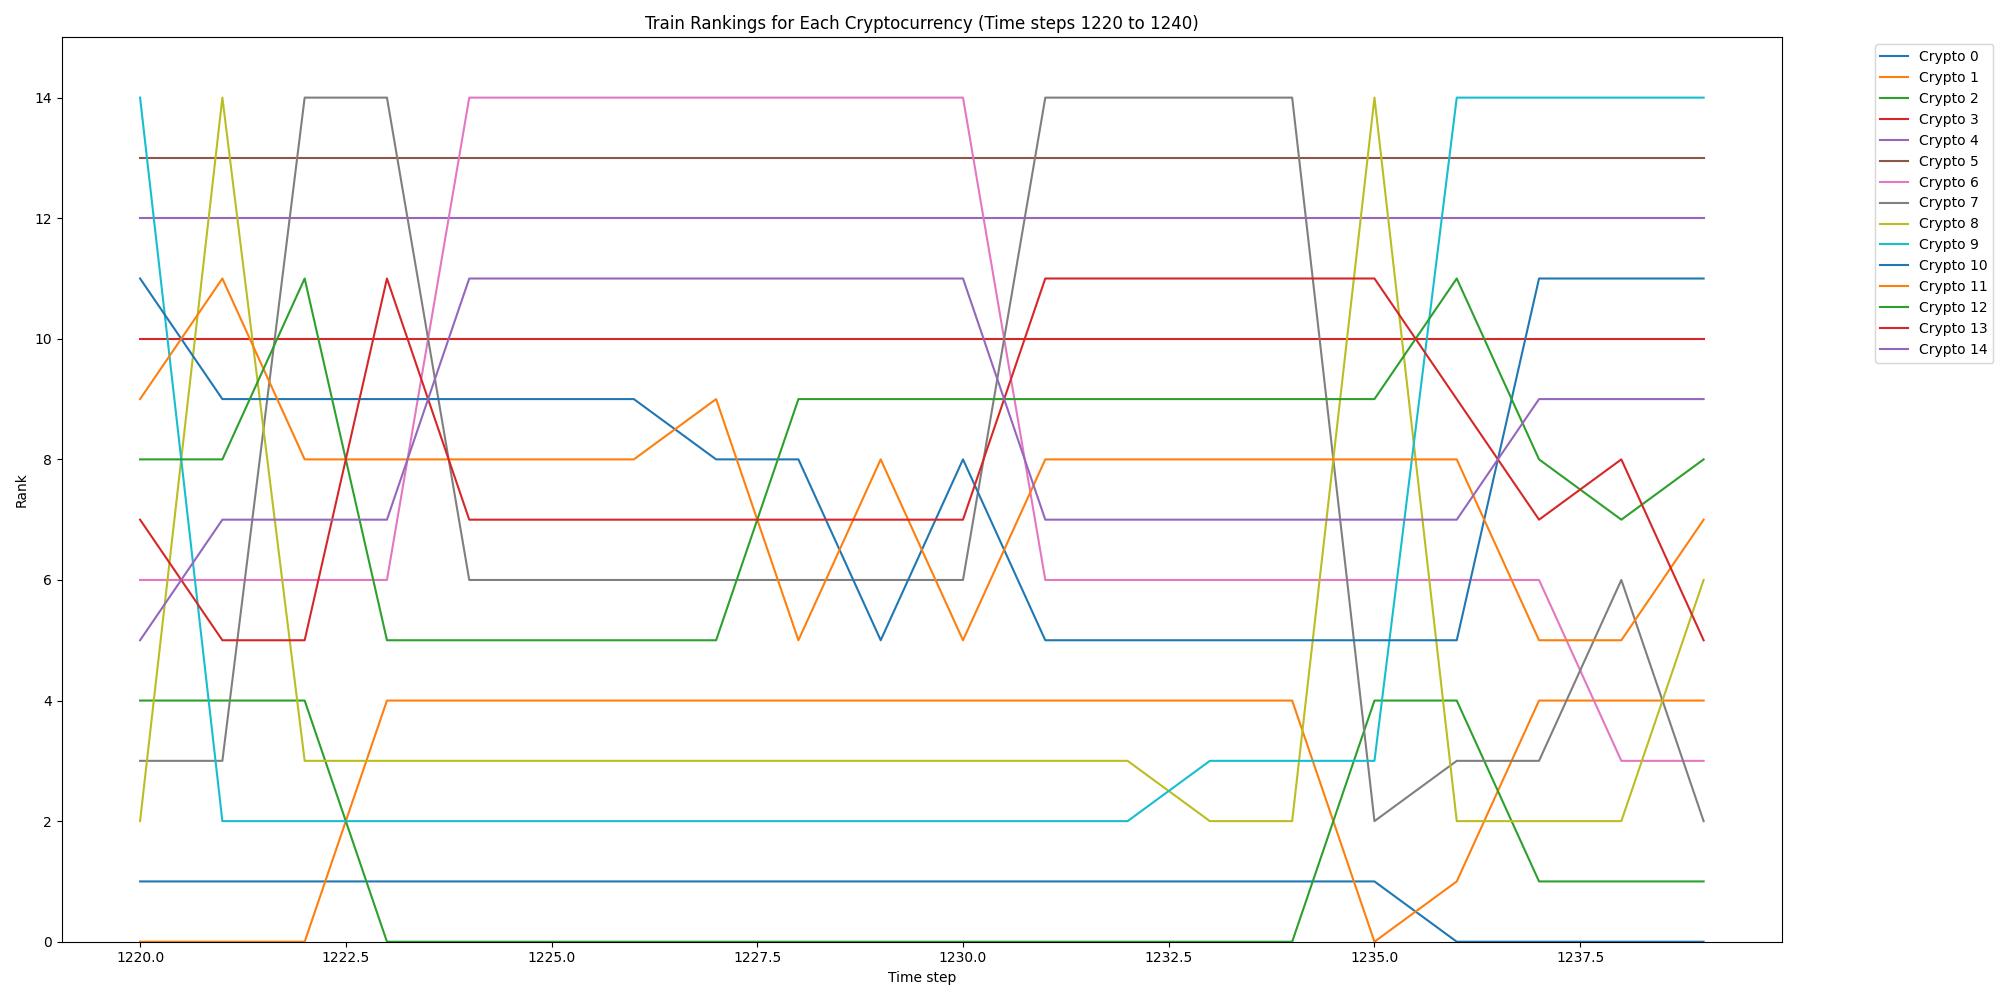 Train Rankings for Each Cryptocurrency (Time steps 1220 to 1240)
Rank
14
12
10
8
6
4
2
0
1220.0
1222.5
1225.0
1227.5
1230.0
1232.5
1235.0
1237.5
Time step
Crypto 0
Crypto 1
Crypto 2
Crypto 3
Crypto 4
Crypto 5
Crypto 6
Crypto 7
Crypto 8
Crypto 9
Crypto 10
Crypto 11
Crypto 12
Crypto 13
Crypto 14